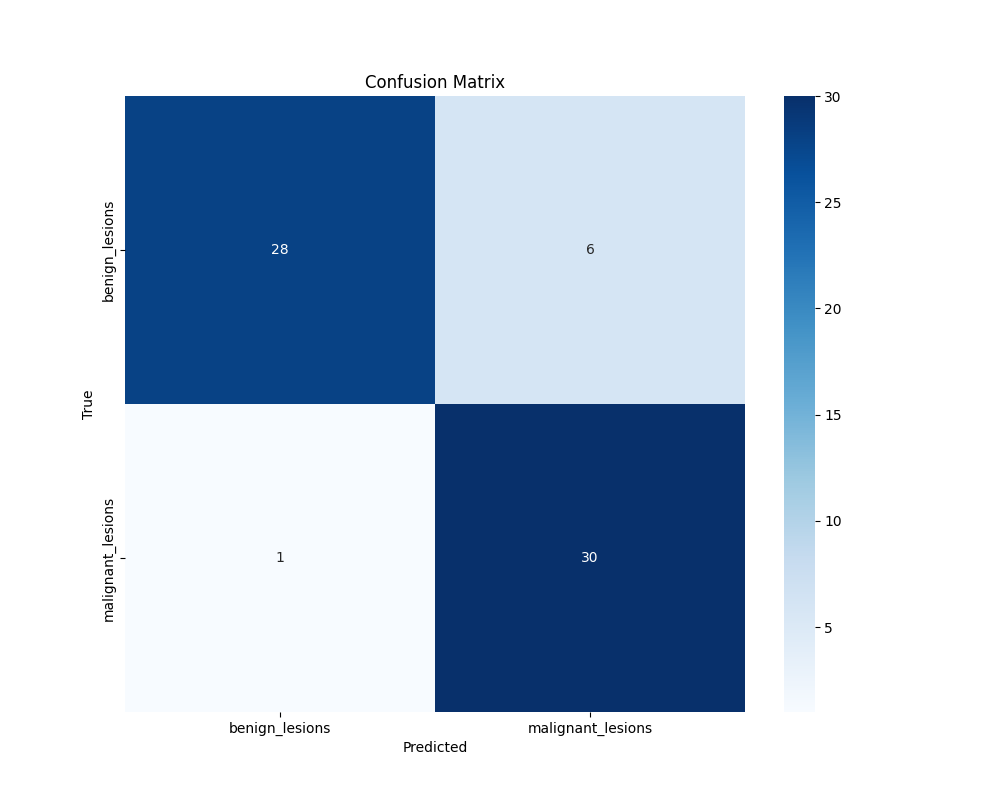 Confusion Matrix
True
benign_lesions
malignant_lesions
28
6
1
30
benign_lesions
malignant_lesions
Predicted
30
25
20
15
10
5